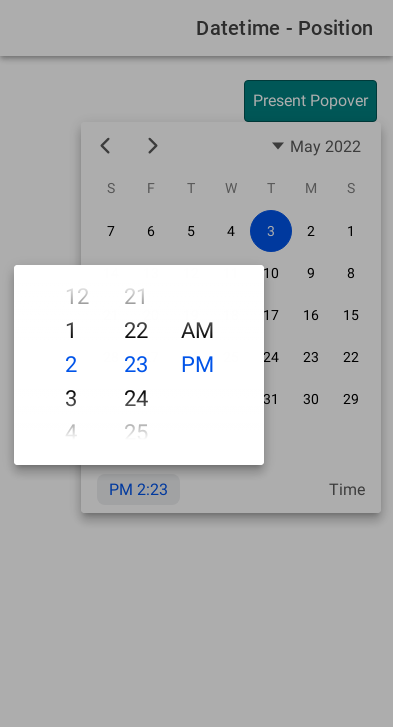 Datetime - Position
Present Popover
May 2022
S F T W T M S
7 6 5 4 3 2 1
10 9 8
17 16 15
24 23 22
31 30 29
12 21
1 22 AM
2 23 PM
3 24
4 25
PM 2:23 Time